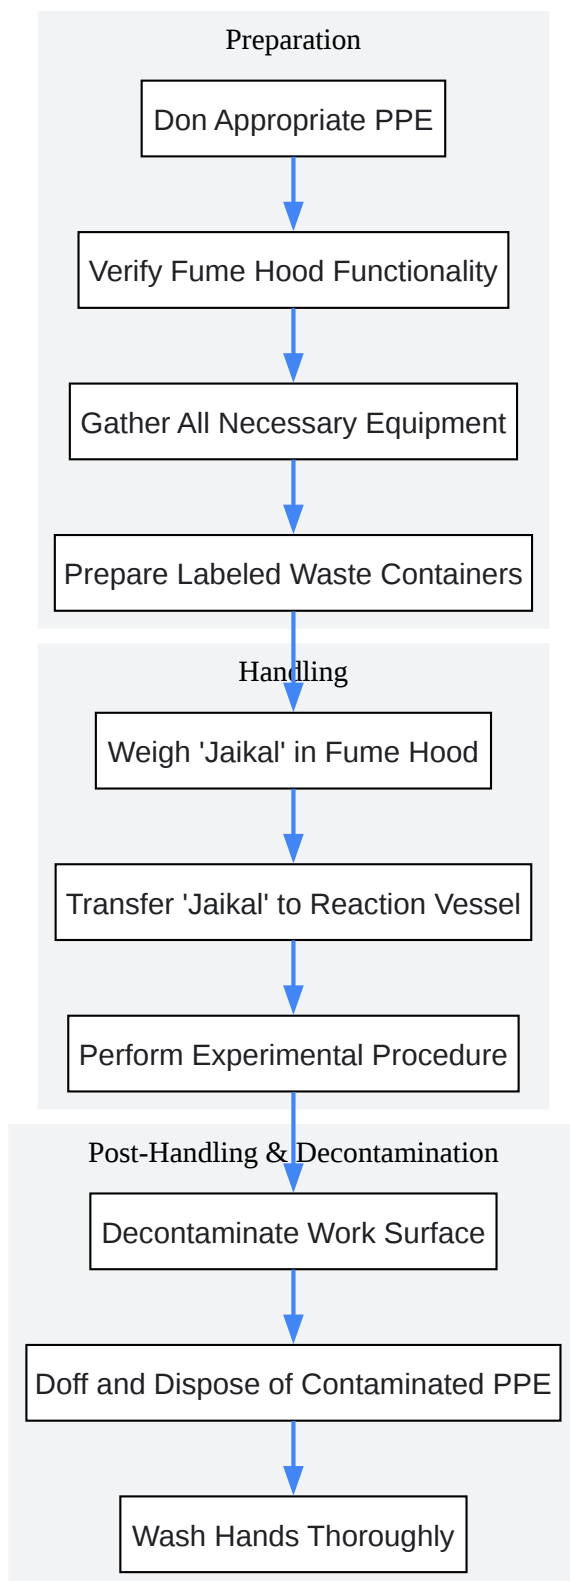 Preparation
Don Appropriate PPE
Verify Fume Hood Functionality
Gather All Necessary Equipment
Prepare Labeled Waste Containers
Handling
Weigh 'Jaikal' in Fume Hood
Transfer 'Jaikal' to Reaction Vessel
Perform Experimental Procedure
Post-Handling & Decontamination
Decontaminate Work Surface
Doff and Dispose of Contaminated PPE
Wash Hands Thoroughly